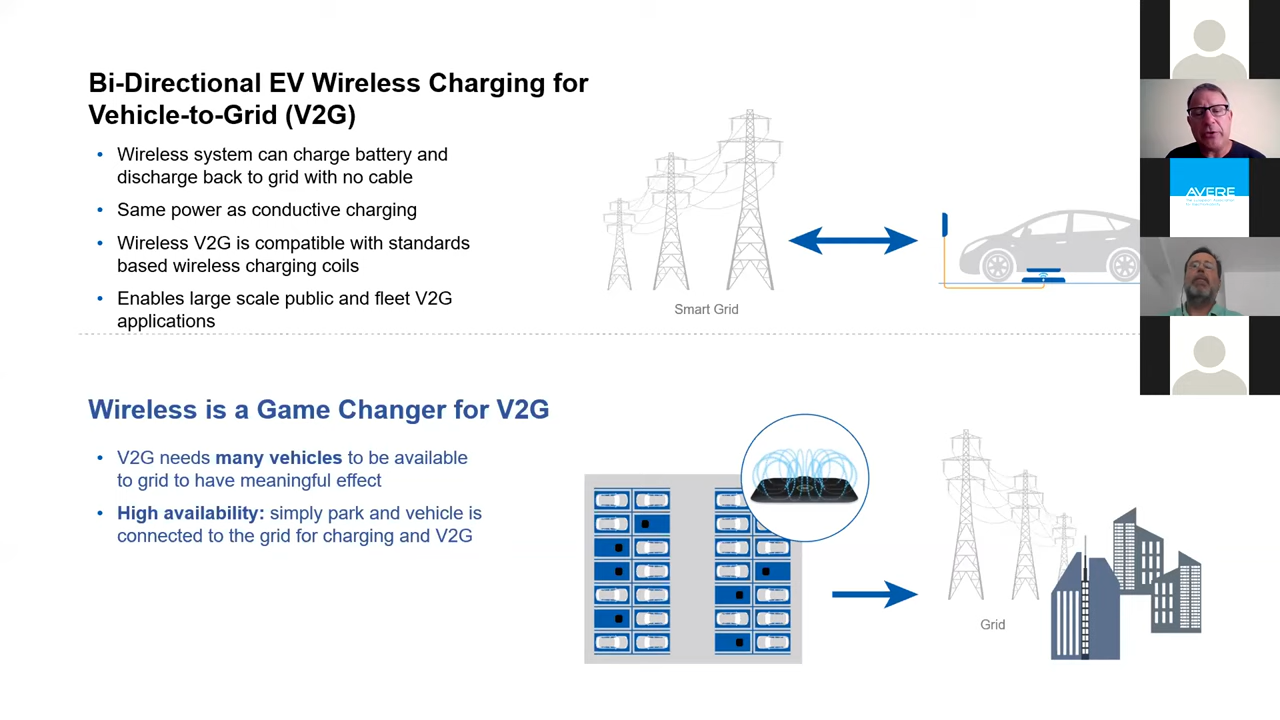 Bi-Directional EV Wireless Charging for
Vehicle-to-Grid (V2G)
• Wireless system can charge battery and
discharge back to grid with no cable
• Same power as conductive charging
• Wireless V2G is compatible with standards
based wireless charging coils
• Enables large scale public and fleet V2G
applications
Smart Grid
AVERE
Wireless is a Game Changer for V2G
• V2G needs many vehicles to be available
to grid to have meaningful effect
• High availability: simply park and vehicle is
connected to the grid for charging and V2G
Grid